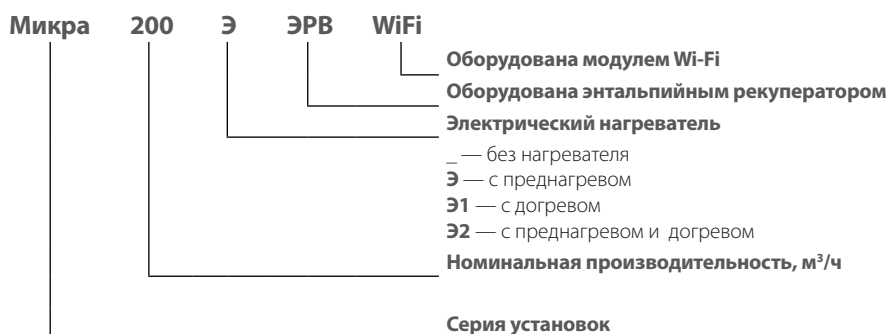 Микра 200 Э ЭРВ WiFi
Оборудована модулем Wi-Fi
Оборудована энтальпийным рекуператором
Электрический нагреватель
_ — без нагревателя
Э — с преднагревом
Э1 — с догревом
Э2 — с преднагревом и догревом
Номинальная производительность, м³/ч
Серия установок